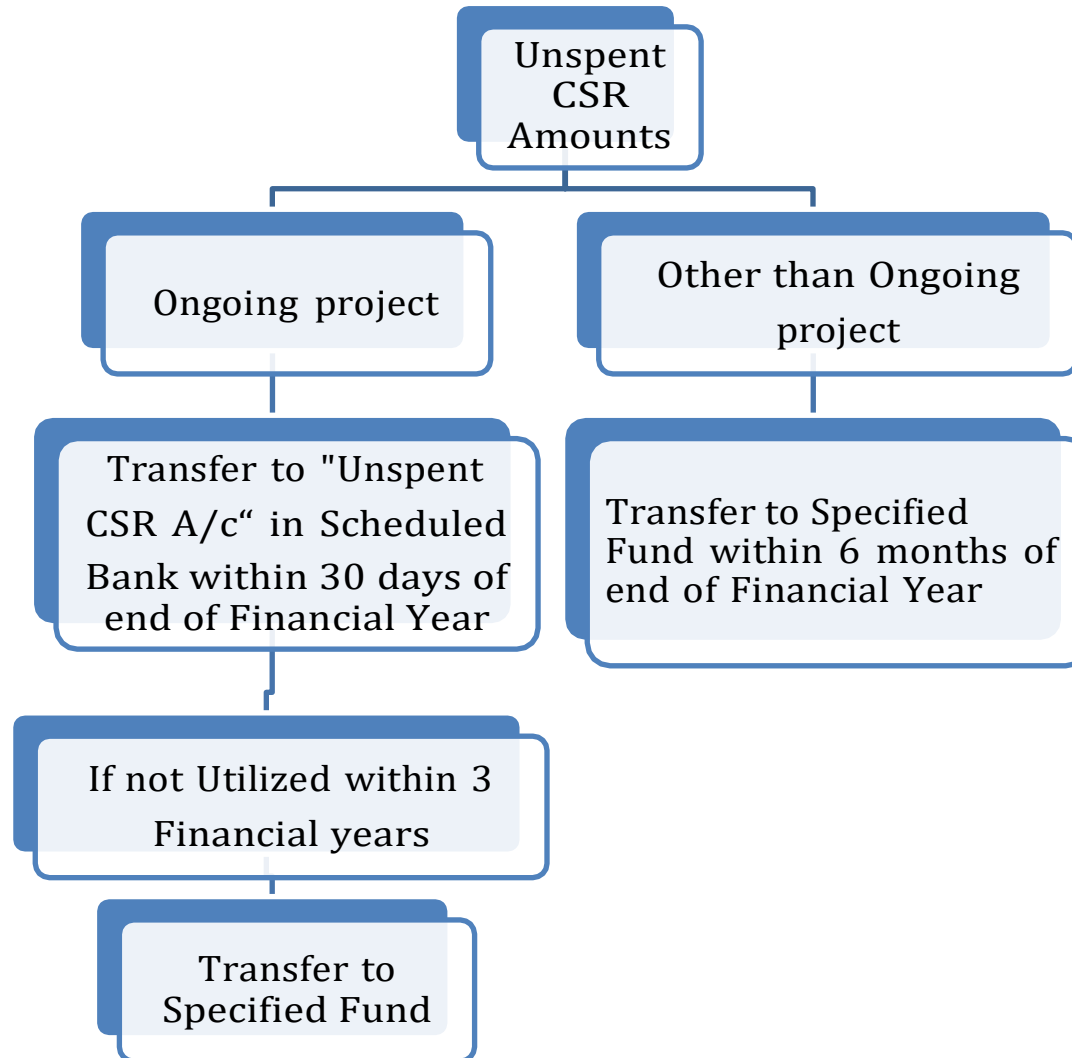 Unspent
CSR
Amounts
Ongoing project
Other than Ongoing
project
Transfer to "Unspent
CSR A/c“ in Scheduled
Bank within 30 days of
end of Financial Year
Transfer to Specified
Fund within 6 months of
end of Financial Year
If not Utilized within 3
Financial years
Transfer to
Specified Fund